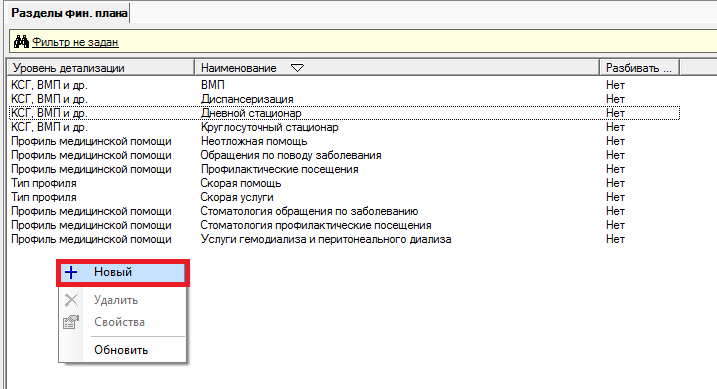 Разделы фин. плана
Фильтр не задан
Уровень детализации Наименование Разбивать ...
КСГ, ВМП и др. ВМП Нет
КСГ, ВМП и др. Диспансеризация Нет
КСГ, ВМП и др. Дневной стационар Нет
КСГ, ВМП и др. Круглосуточный стационар Нет
Профиль медицинской помощи Неотложная помощь Нет
Профиль медицинской помощи Обращения по поводу заболевания Нет
Профиль медицинской помощи Профилактические посещения Нет
Тип профиля Скорая помощь Нет
Тип профиля Скорая услуги Нет
Профиль медицинской помощи Стоматология обращения по заболеванию Нет
Профиль медицинской помощи Стоматология профилактические посещения Нет
Профиль медицинской помощи Услуги гемодиализа и перитонеального диализа Нет
Новый
Удалить
Свойства
Обновить